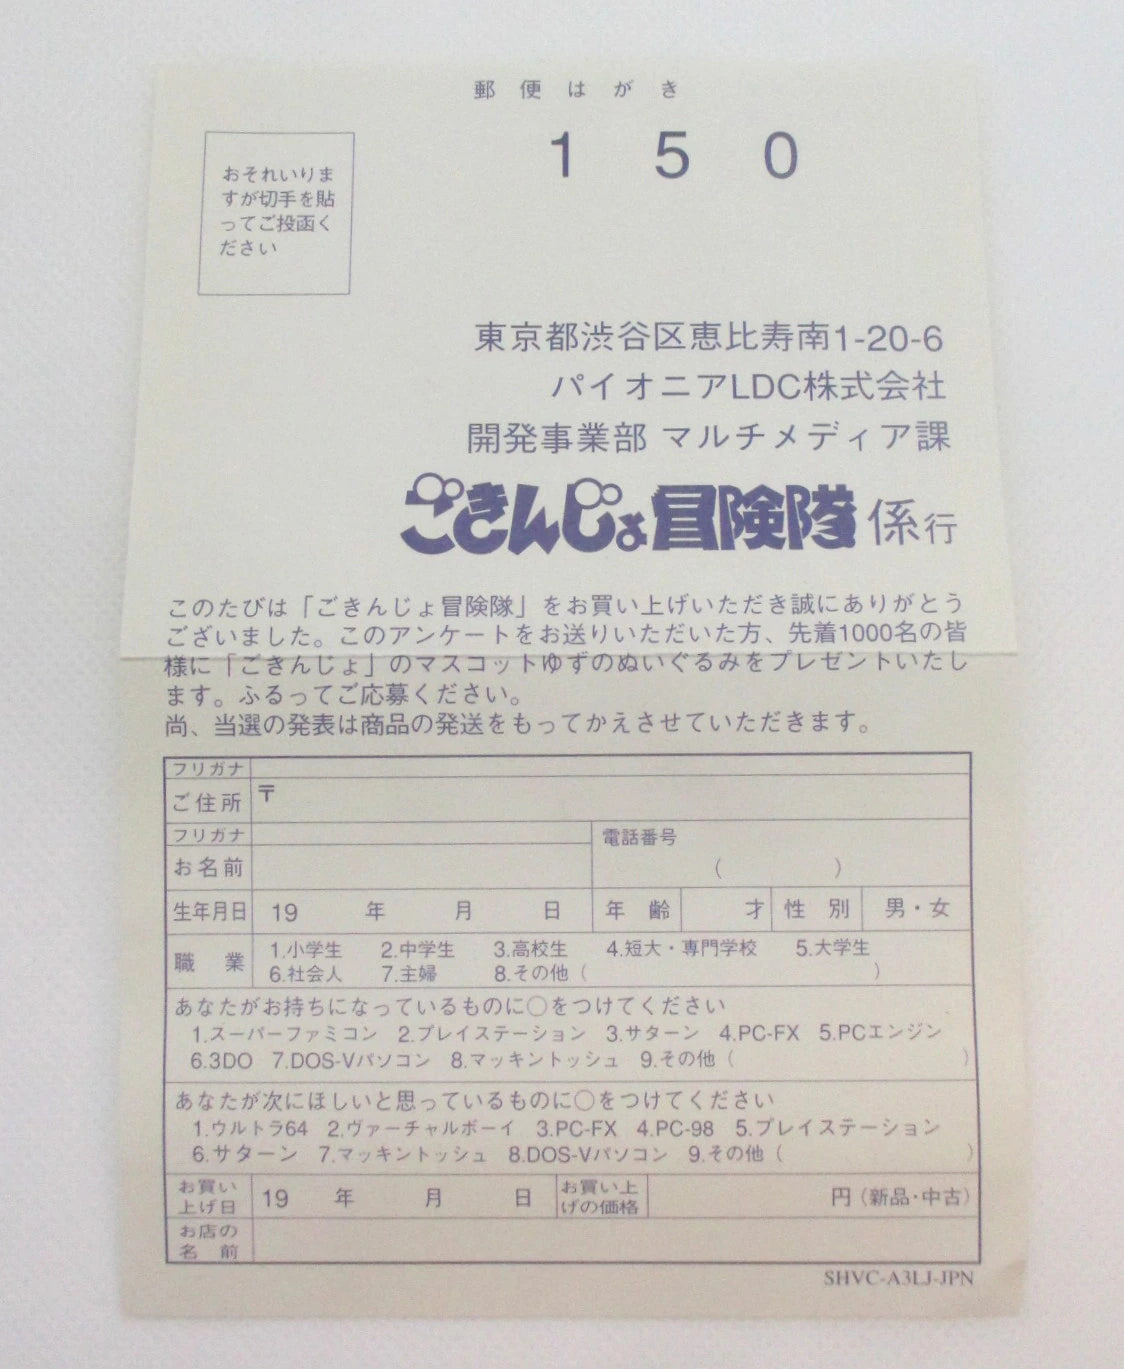 郵便はがき
150
おそれいりま
すが切手を貼
ってご投函く
ださい
東京都渋谷区恵比寿南1-20-6
パイオニアLDC株式会社
開発事業部 マルチメディア課
ごきんじょ冒険隊 係行
このたびは「ごきんじょ冒険隊」をお買い上げいただき誠にありがとう
ございました。このアンケートをお送りいただいた方、先着1000名の皆
様に「ごきんじょ」のマスコットゆずのぬいぐるみをプレゼントいたし
ます。ふるってご応募ください。
尚、当選の発表は商品の発送をもってかえさせていただきます。
フリガナ
ご住所 〒
フリガナ
お名前
電話番号
( )
生年月日 19 年 月 日 年齢 才 性別 男・女
職業 1.小学生 2.中学生 3.高校生 4.短大・専門学校 5.大学生
6.社会人 7.主婦 8.その他 ( )
あなたがお持ちになっているものに○をつけてください
1.スーパーファミコン 2.プレイステーション 3.サターン 4.PC-FX 5.PCエンジン
6.3DO 7.DOS-Vパソコン 8.マッキントッシュ 9.その他 ( )
あなたが次にほしいと思っているものに○をつけてください
1.ウルトラ64 2.ヴァーチャルボーイ 3.PC-FX 4.PC-98 5.プレイステーション
6.サターン 7.マッキントッシュ 8.DOS-Vパソコン 9.その他 ( )
お買い
上げ日
19 年 月 日
お買い上
げの価格
円(新品・中古)
お店の
名前
SHVC-A3LJ-JPN